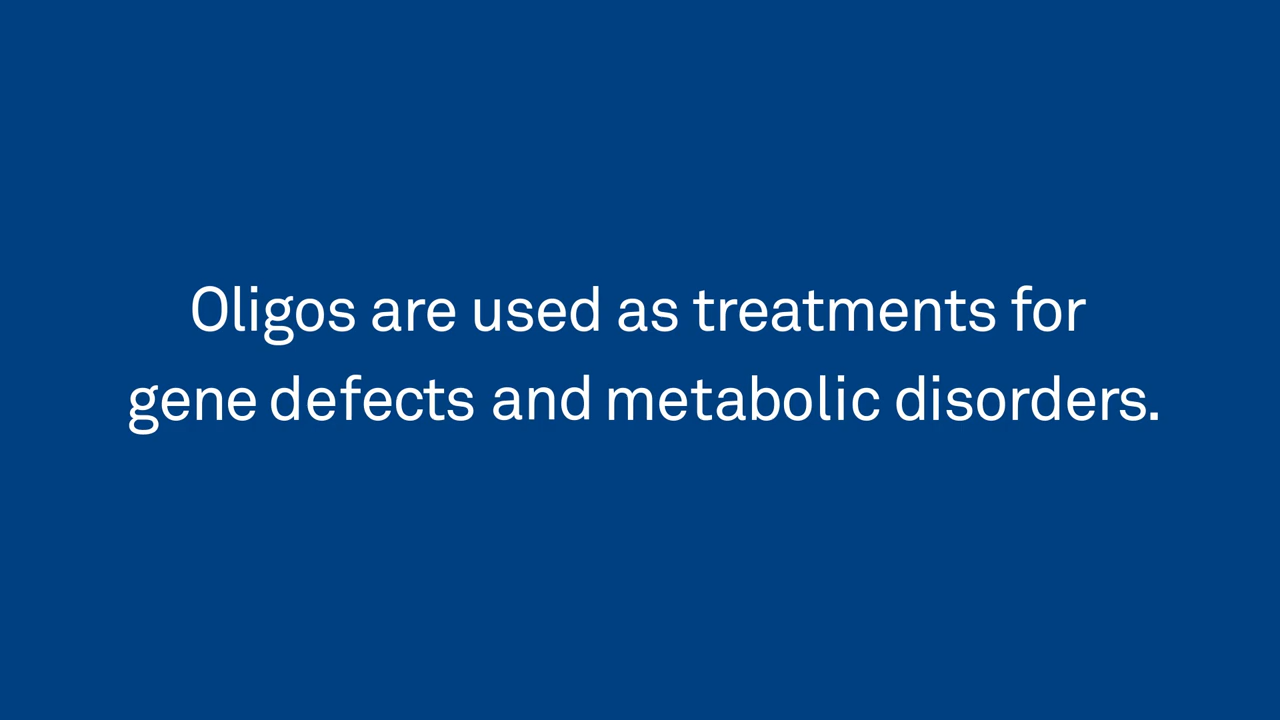 Oligos are used as treatments for
gene defects and metabolic disorders.